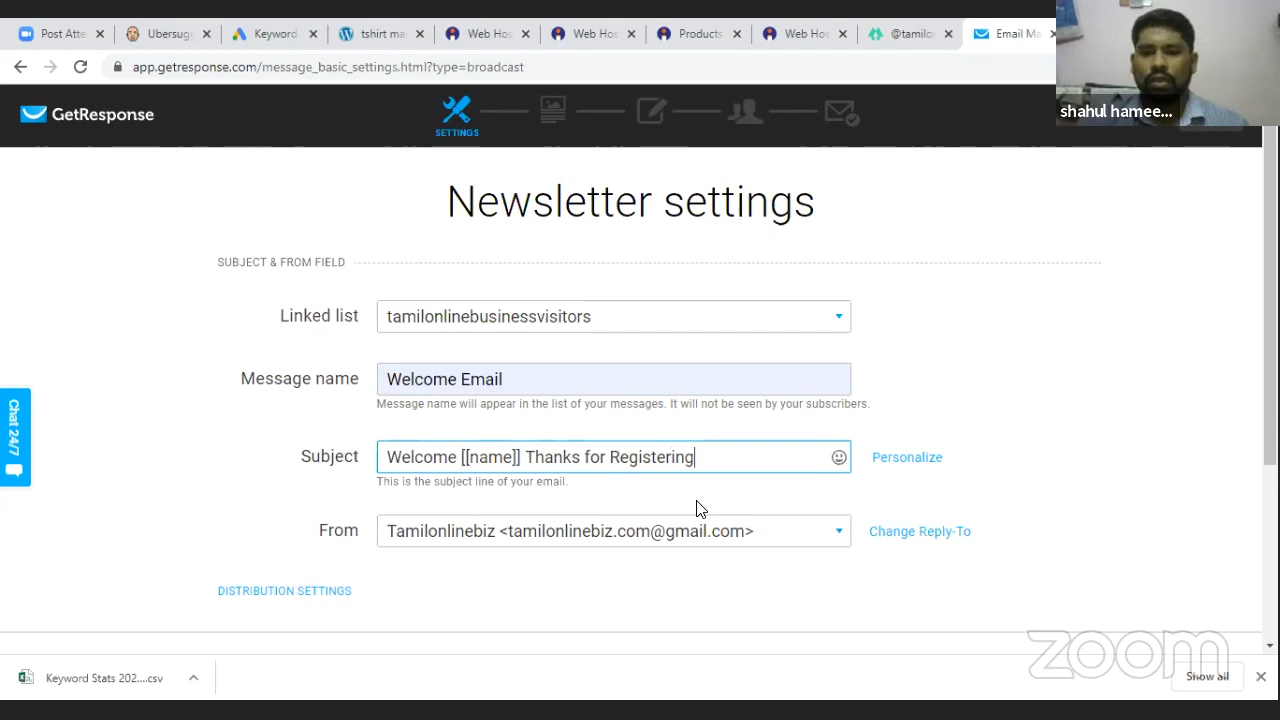 Post Atte
Ubersugg
Keyword
tshirt ma
Web Hos
Web Hos
Products
Web Hos
@tamilo
Email Ma
app.getresponse.com/message_basic_settings.html?type=broadcast
shahul hamee...
GetResponse
SETTINGS
Newsletter settings
SUBJECT & FROM FIELD
Linked list
tamilonlinebusinessvisitors
Message name
Welcome Email
Message name will appear in the list of your messages. It will not be seen by your subscribers.
Subject
Welcome [[name]] Thanks for Registering
Personalize
This is the subject line of your email.
From
Tamilonlinebiz <tamilonlinebiz.com@gmail.com>
Change Reply-To
DISTRIBUTION SETTINGS
Chat 24/7
zoom
Keyword Stats 202....csv
Show all